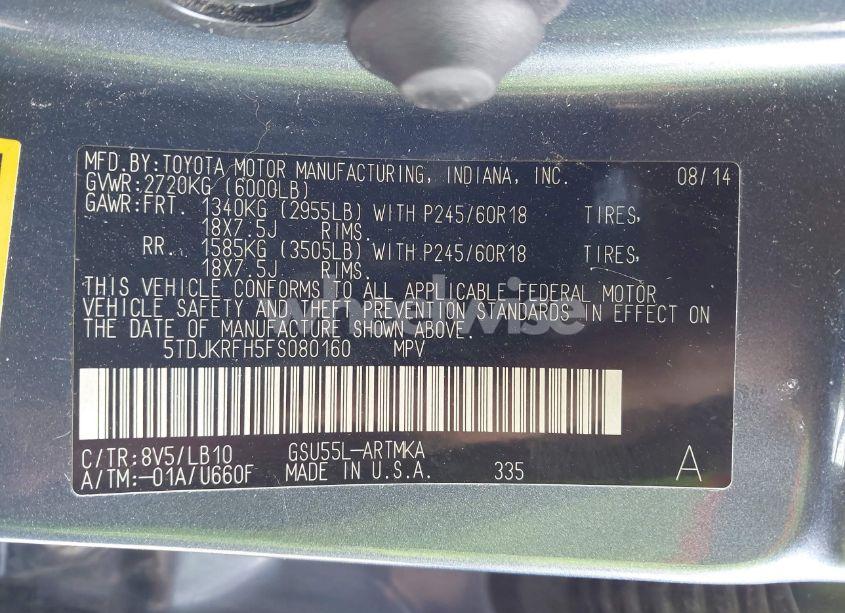 MFD.BY:TOYOTA MOTOR MANUFACTURING, INDIANA, INC. 08/14
GVWR:2720KG (6000LB)
GAWR:FRT. 1340KG (2955LB) WITH P245/60R18 TIRES,
18X7.5J RIMS.
RR. 1585KG (3505LB) WITH P245/60R18 TIRES,
18X7.5J RIMS.
THIS VEHICLE CONFORMS TO ALL APPLICABLE FEDERAL MOTOR
VEHICLE SAFETY AND THEFT PREVENTION STANDARDS IN EFFECT ON
THE DATE OF MANUFACTURE SHOWN ABOVE.
wheelwise
5TDJKRFH5FS080160 MPV
C/TR:8V5/LB10 GSU55L-ARTMKA
A/TM:-01A/U660F MADE IN U.S.A. 335 A